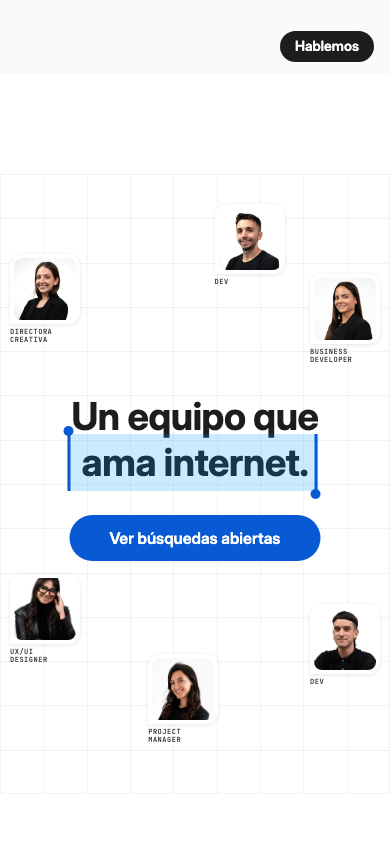 Hablemos
DEV
DIRECTORA
CREATIVA
BUSINESS
DEVELOPER
Un equipo que
ama internet.
Ver búsquedas abiertas
UX/UI
DESIGNER
DEV
PROJECT
MANAGER